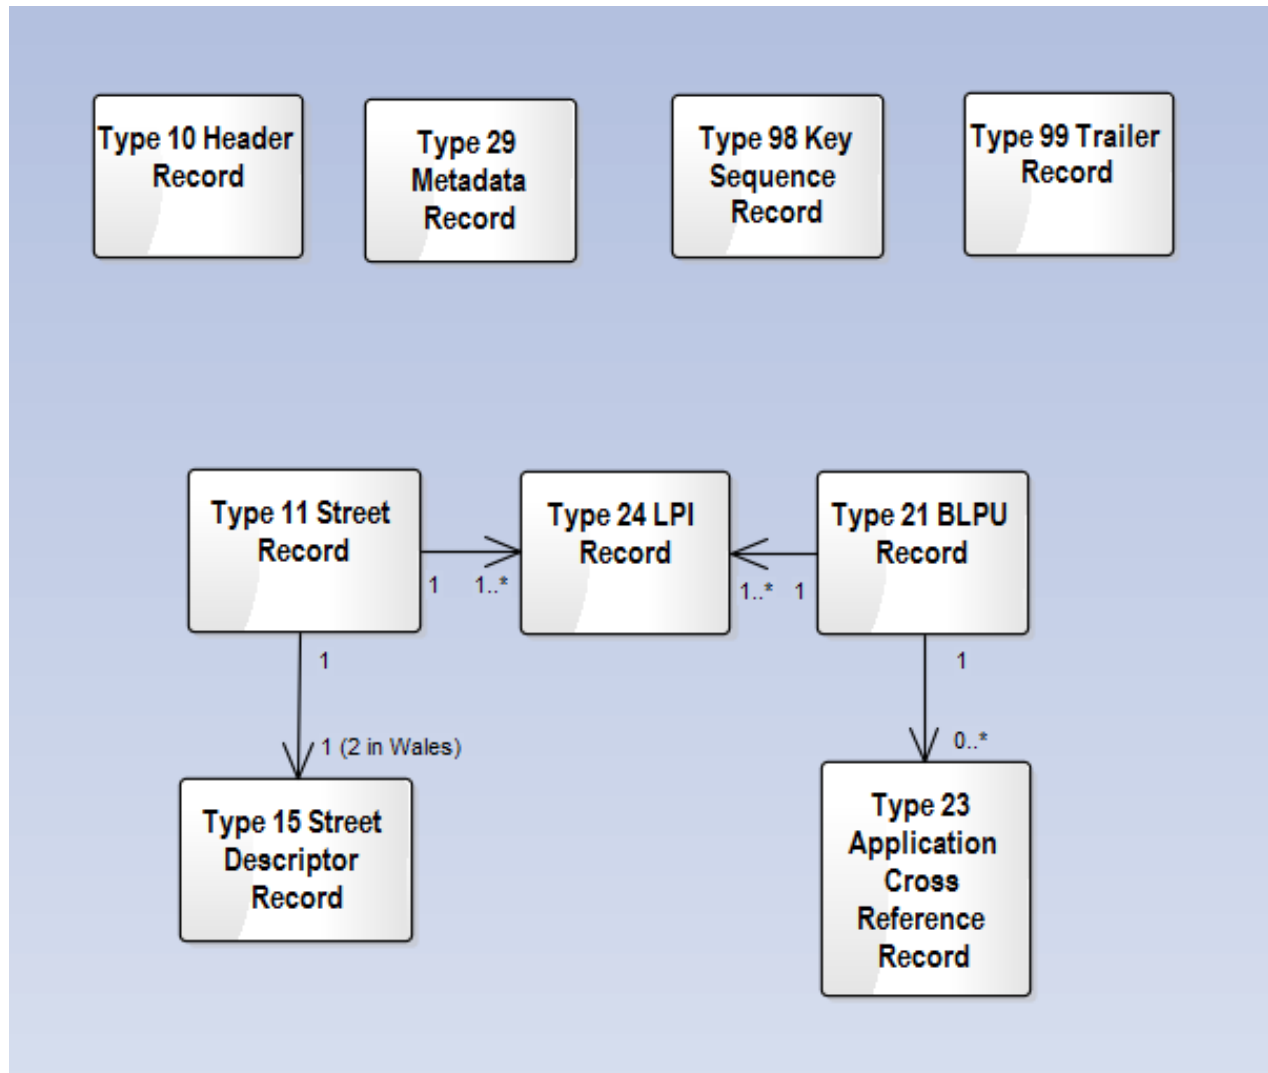 Type 10 Header
Record
Type 29
Metadata
Record
Type 98 Key
Sequence
Record
Type 99 Trailer
Record
Type 11 Street
Record
Type 24 LPI
Record
Type 21 BLPU
Record
1
1..*
1..*
1
1
1
1 (2 in Wales)
0..*
Type 15 Street
Descriptor
Record
Type 23
Application
Cross
Reference
Record